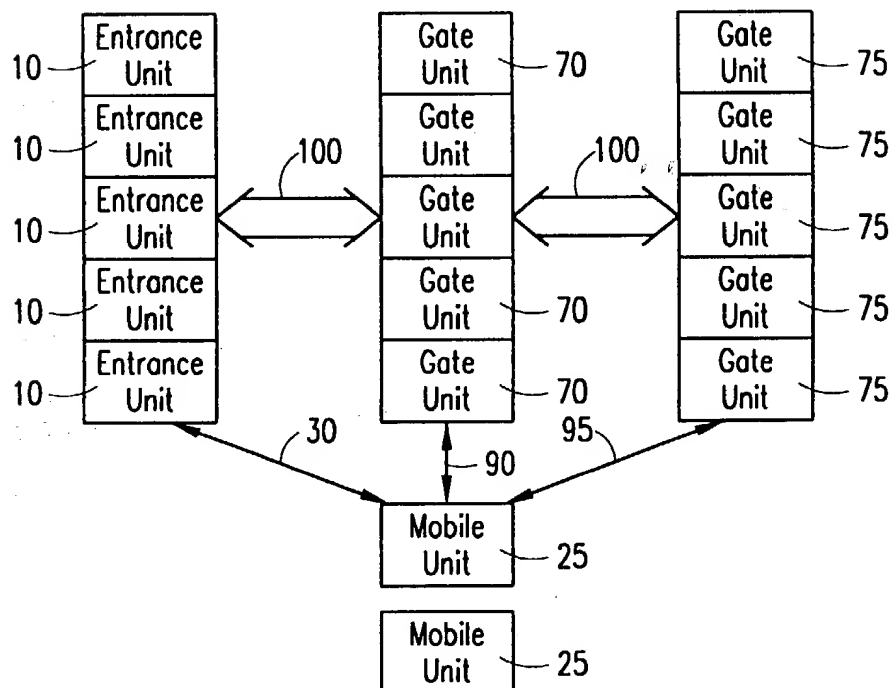 10 Entrance Unit
Gate Unit 70
Gate Unit 75
10 Entrance Unit
Gate Unit
Gate Unit 75
100
100
10 Entrance Unit
Gate Unit
Gate Unit 75
10 Entrance Unit
Gate Unit 70
Gate Unit 75
10 Entrance Unit
Gate Unit 70
Gate Unit 75
30
90
95
Mobile Unit 25
Mobile Unit 25